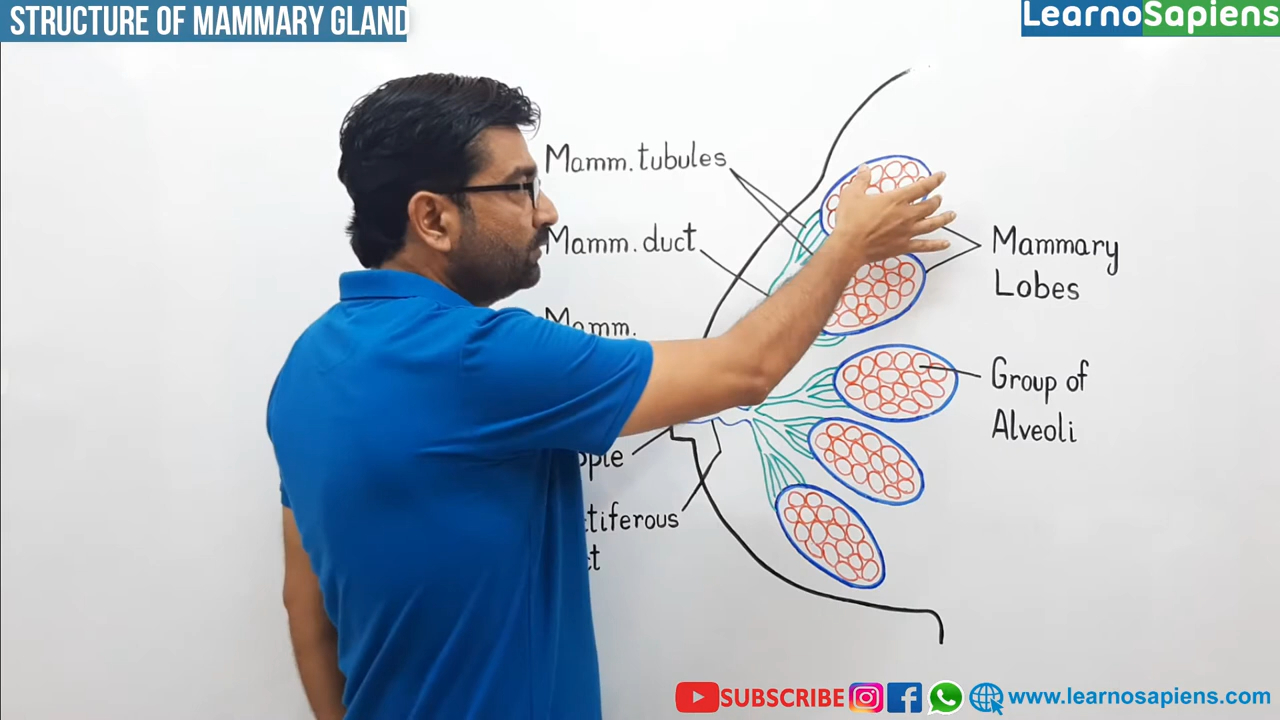 STRUCTURE OF MAMMARY GLAND
LearnoSapiens
Mamm. tubules
Mamm. duct
Mamm.
Mammary
Lobes
Group of
Alveoli
SUBSCRIBE
www.learnosapiens.com